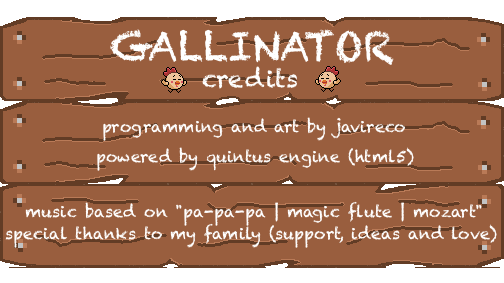 GALLINATOR
credits
programming and art by javireco
powered by quintus engine (html5)
music based on "pa-pa-pa | magic flute | mozart"
special thanks to my family (support, ideas and love)